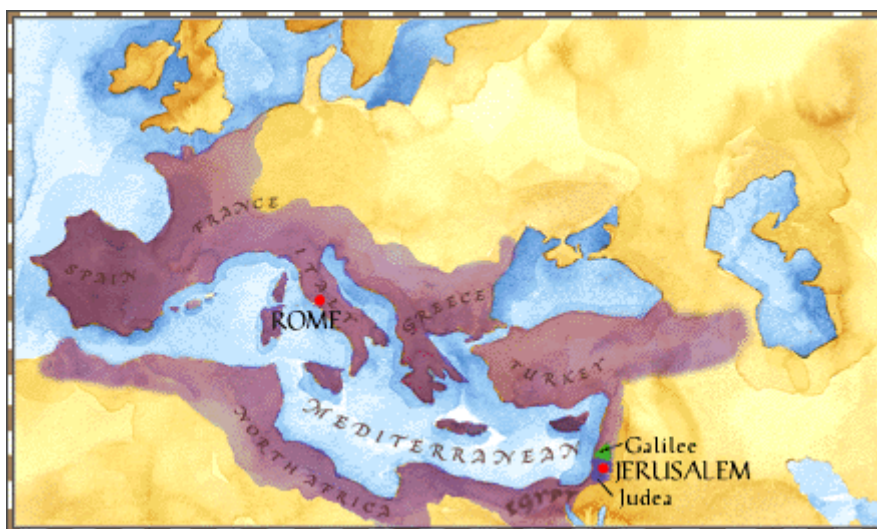 FRANCE
SPAIN
ITALY
ROME
GREECE
TURKEY
MEDITERRANEAN
NORTH AFRICA
EGYPT
Galilee
JERUSALEM
Judea